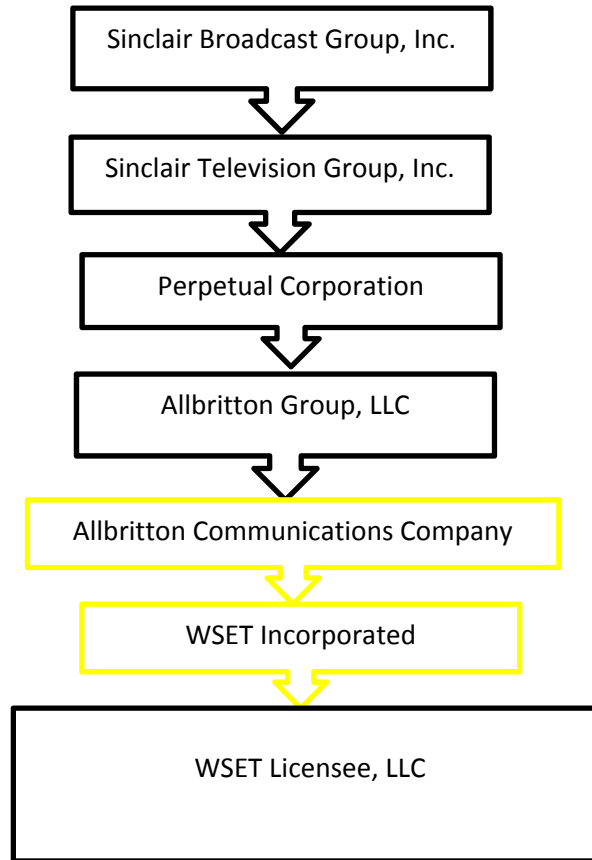 Sinclair Broadcast Group, Inc.
Sinclair Television Group, Inc.
Perpetual Corporation
Allbritton Group, LLC
Allbritton Communications Company
WSET Incorporated
WSET Licensee, LLC